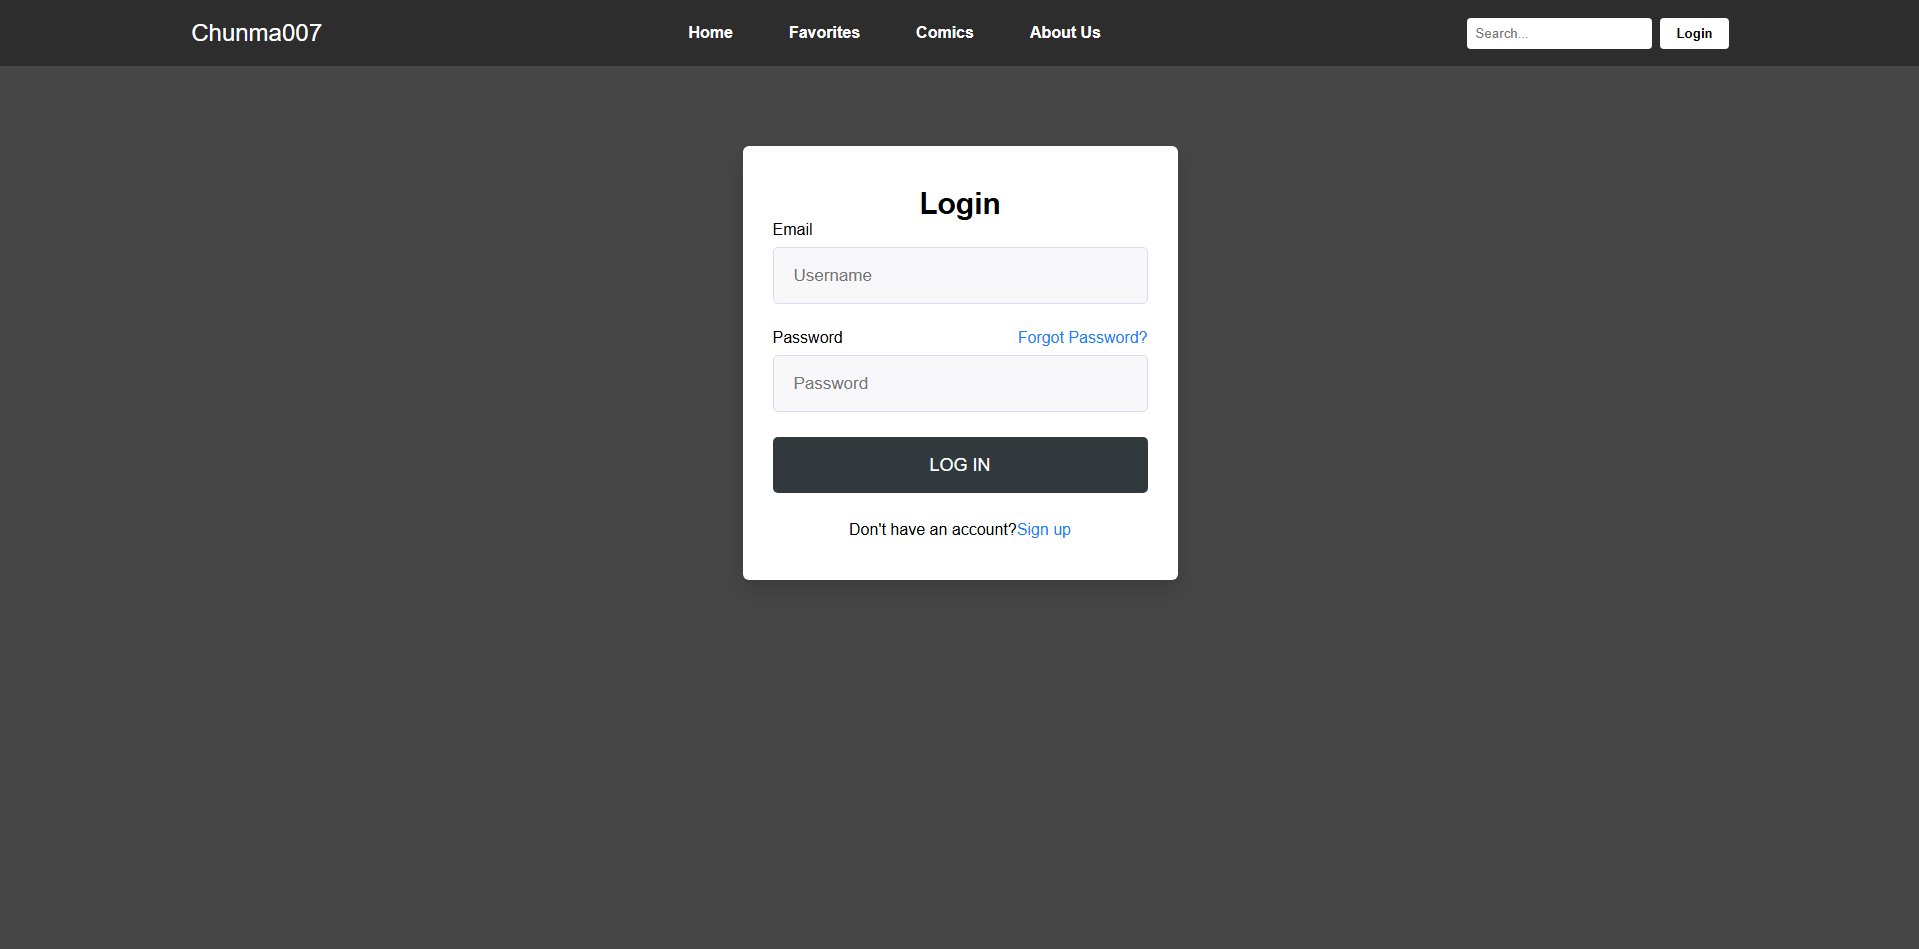 Chunma007 Home Favorites Comics About Us Search... Login
Login
Email
Username
Password Forgot Password?
Password
LOG IN
Don't have an account?Sign up